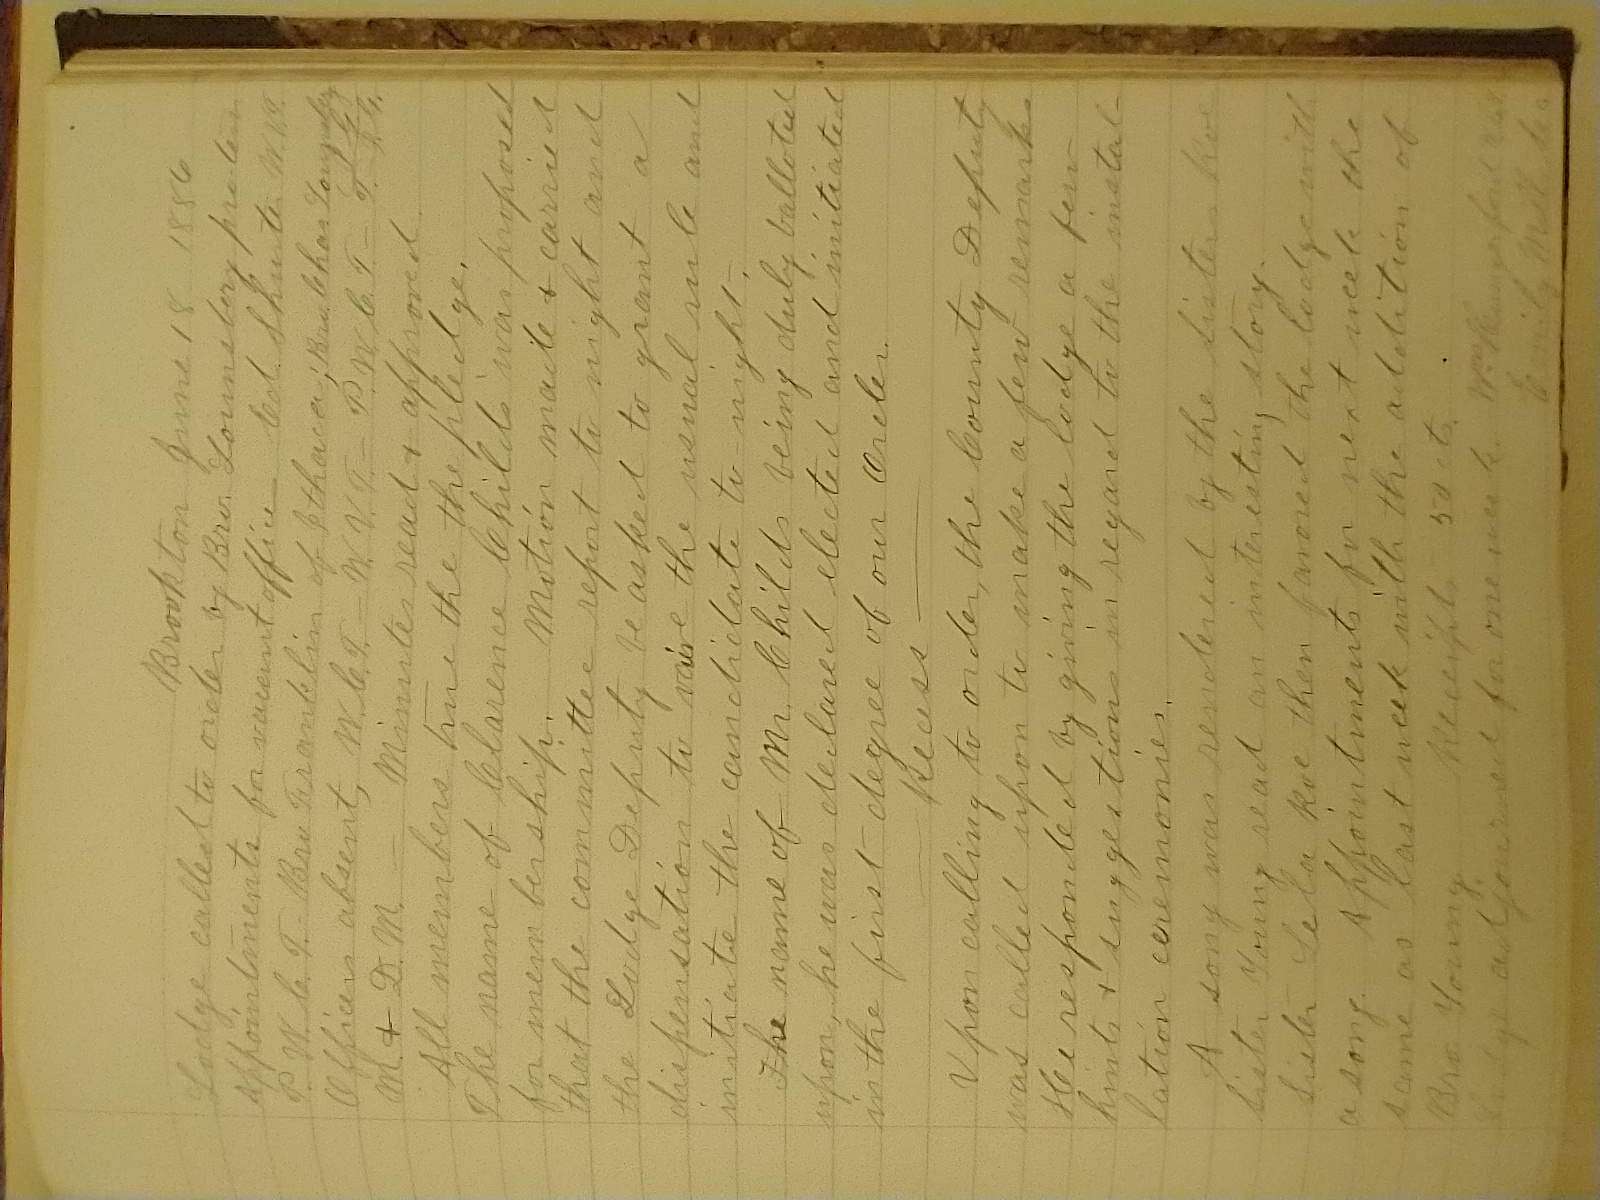 Brookton June 18 1886
Lodge called to order by Bro. Lounsbery pro-tem
Appointments for vacant office Ed. Shurte W.V.T.
P. W. C. T. - Bro Franklin of Ithaca; Bro. Chas Lounsbery
Officers absent, W.C.T. - W.V.T. - P.W.C.T - T.
M. & D.M. - Minutes read & approved.
All members true the the pledge.
The name of Clarence Childs was proposed
for membership. Motion made & carried
that the committee report to night and
the Lodge Deputy be asked to grant a
dispensation to vaive the usual rule and
initiate the candidate to-night.
The name of Mr. Childs being duly balloted
upon, he was declared elected and initiated
in the first degree of our Order.
Recess
Upon calling to order, the County Deputy
was called upon to make a few remarks
He responded by giving the lodge a few
hints & suggestions in regard to the instal-
lation ceremonies.
A song was rendered by the Sisters Roe
Sister Young read an interesting story.
Sister Lela Roe then favored the lodge with
a song. Appointments for next week the
same as last week with the addition of
Bro. Young Receipts 50 cts.
Lodge adjourned for one week. Wm Hungerford
Emily Mills Sec